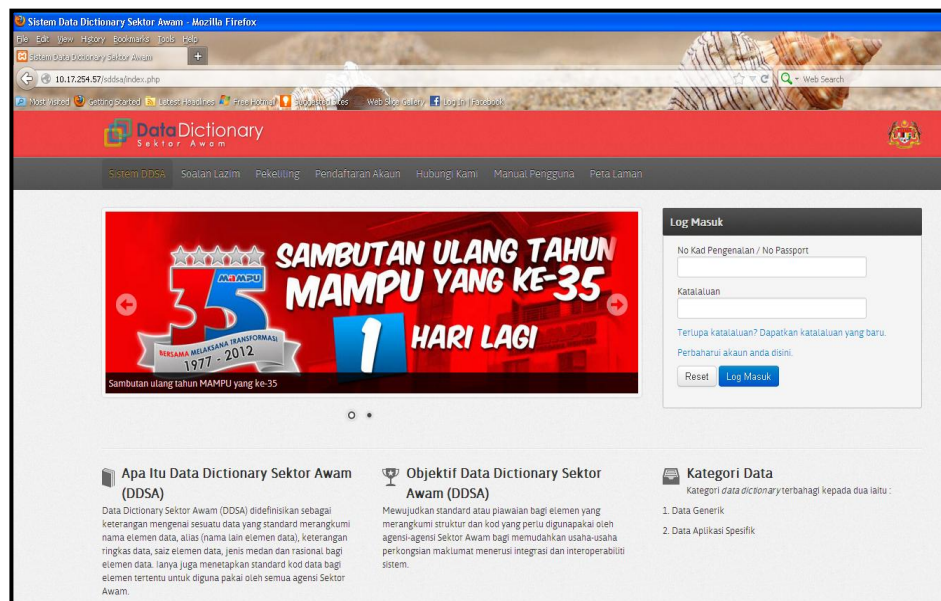 Sistem Data Dictionary Sektor Awam - Mozilla Firefox
File Edit View History Bookmarks Tools Help
Sistem Data Dictionary Sektor Awam
10.17.254.57/sddsa/index.php
Web Search
Most Visited Getting Started Latest Headlines Free Hotmail Suggested Sites Web Slice Gallery Log In | Facebook
Data Dictionary
Sektor Awam
Sistem DDSA Soalan Lazim Pekeliling Pendaftaran Akaun Hubungi Kami Manual Pengguna Peta Laman
SAMBUTAN ULANG TAHUN
MAMPU YANG KE-35
1 HARI LAGI
MAMPU
35
BERSAMA MELAKSANA TRANSFORMASI
1977 - 2012
Sambutan ulang tahun MAMPU yang ke-35
Log Masuk
No Kad Pengenalan / No Passport
Katalaluan
Terlupa katalaluan? Dapatkan katalaluan yang baru.
Perbaharui akaun anda disini.
Reset Log Masuk
Apa Itu Data Dictionary Sektor Awam
(DDSA)
Data Dictionary Sektor Awam (DDSA) didefinisikan sebagai
keterangan mengenai sesuatu data yang standard merangkumi
nama elemen data, alias (nama lain elemen data), keterangan
ringkas data, saiz elemen data, jenis medan dan rasional bagi
elemen data. Ianya juga menetapkan standard kod data bagi
elemen tertentu untuk diguna pakai oleh semua agensi Sektor
Awam.
Objektif Data Dictionary Sektor
Awam (DDSA)
Mewujudkan standard atau piawaian bagi elemen yang
merangkumi struktur dan kod yang perlu digunapakai oleh
agensi-agensi Sektor Awam bagi memudahkan usaha-usaha
perkongsian maklumat menerusi integrasi dan interoperabiliti
sistem.
Kategori Data
Kategori data dictionary terbahagi kepada dua iaitu :
1. Data Generik
2. Data Aplikasi Spesifik